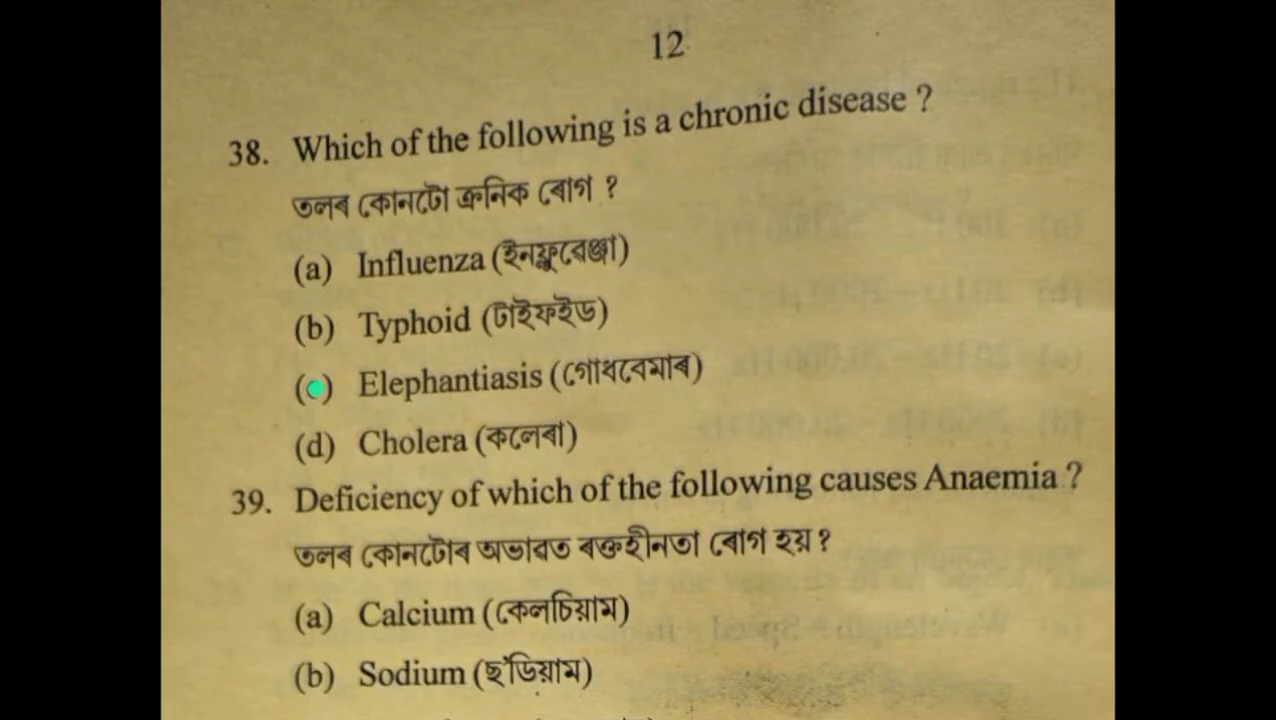 12
38. Which of the following is a chronic disease ?
তলৰ কোনটো ক্ৰনিক ৰোগ ?
(a) Influenza (ইনফ্লুৱেঞ্জা)
(b) Typhoid (টাইফইড)
(c) Elephantiasis (গোধবেমাৰ)
(d) Cholera (কলেৰা)
39. Deficiency of which of the following causes Anaemia ?
তলৰ কোনটোৰ অভাৱত ৰক্তহীনতা ৰোগ হয় ?
(a) Calcium (কেলচিয়াম)
(b) Sodium (ছ'ডিয়াম)